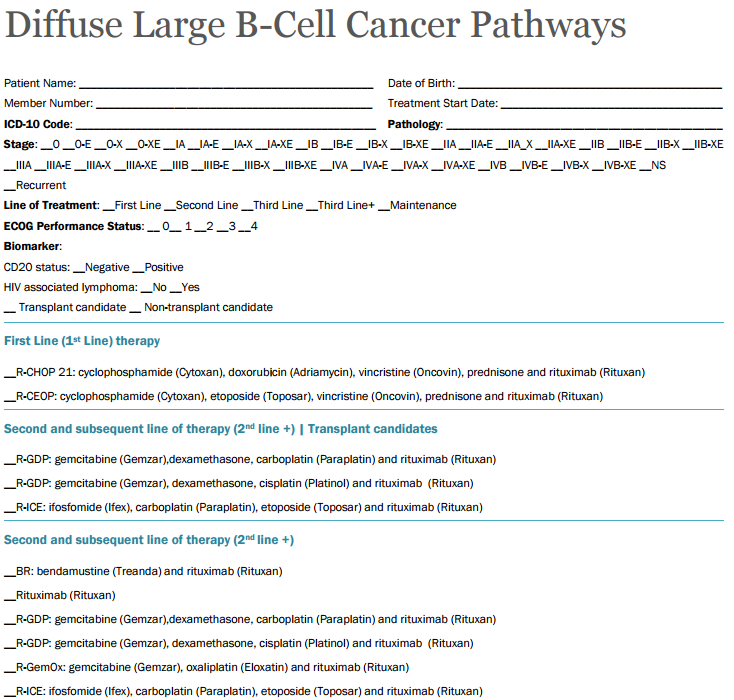 Diffuse Large B-Cell Cancer Pathways
Patient Name: ______________________________ Date of Birth: ______________________________
Member Number: ______________________________ Treatment Start Date: ______________________________
ICD-10 Code: ______________________________ Pathology: ______________________________
Stage: __0 __0-E __0-X __0-XE __IA __IA-E __IA-X __IA-XE __IB __IB-E __IB-X __IB-XE __IIA __IIA-E __IIA_X __IIA-XE __IIB __IIB-E __IIB-X __IIB-XE
__IIIA __IIIA-E __IIIA-X __IIIA-XE __IIIB __IIIB-E __IIIB-X __IIIB-XE __IVA __IVA-E __IVA-X __IVA-XE __IVB __IVB-E __IVB-X __IVB-XE __NS
__Recurrent
Line of Treatment: __First Line __Second Line __Third Line __Third Line+ __Maintenance
ECOG Performance Status: __ 0__ 1 __2 __3 __4
Biomarker:
CD20 status: __Negative __Positive
HIV associated lymphoma: __No __Yes
__ Transplant candidate __ Non-transplant candidate
First Line (1st Line) therapy
__R-CHOP 21: cyclophosphamide (Cytoxan), doxorubicin (Adriamycin), vincristine (Oncovin), prednisone and rituximab (Rituxan)
__R-CEOP: cyclophosphamide (Cytoxan), etoposide (Toposar), vincristine (Oncovin), prednisone and rituximab (Rituxan)
Second and subsequent line of therapy (2nd line +) | Transplant candidates
__R-GDP: gemcitabine (Gemzar),dexamethasone, carboplatin (Paraplatin) and rituximab (Rituxan)
__R-GDP: gemcitabine (Gemzar), dexamethasone, cisplatin (Platinol) and rituximab (Rituxan)
__R-ICE: ifosfomide (Ifex), carboplatin (Paraplatin), etoposide (Toposar) and rituximab (Rituxan)
Second and subsequent line of therapy (2nd line +)
__BR: bendamustine (Treanda) and rituximab (Rituxan)
__Rituximab (Rituxan)
__R-GDP: gemcitabine (Gemzar),dexamethasone, carboplatin (Paraplatin) and rituximab (Rituxan)
__R-GDP: gemcitabine (Gemzar), dexamethasone, cisplatin (Platinol) and rituximab (Rituxan)
__R-GemOx: gemcitabine (Gemzar), oxaliplatin (Eloxatin) and rituximab (Rituxan)
__R-ICE: ifosfomide (Ifex), carboplatin (Paraplatin), etoposide (Toposar) and rituximab (Rituxan)